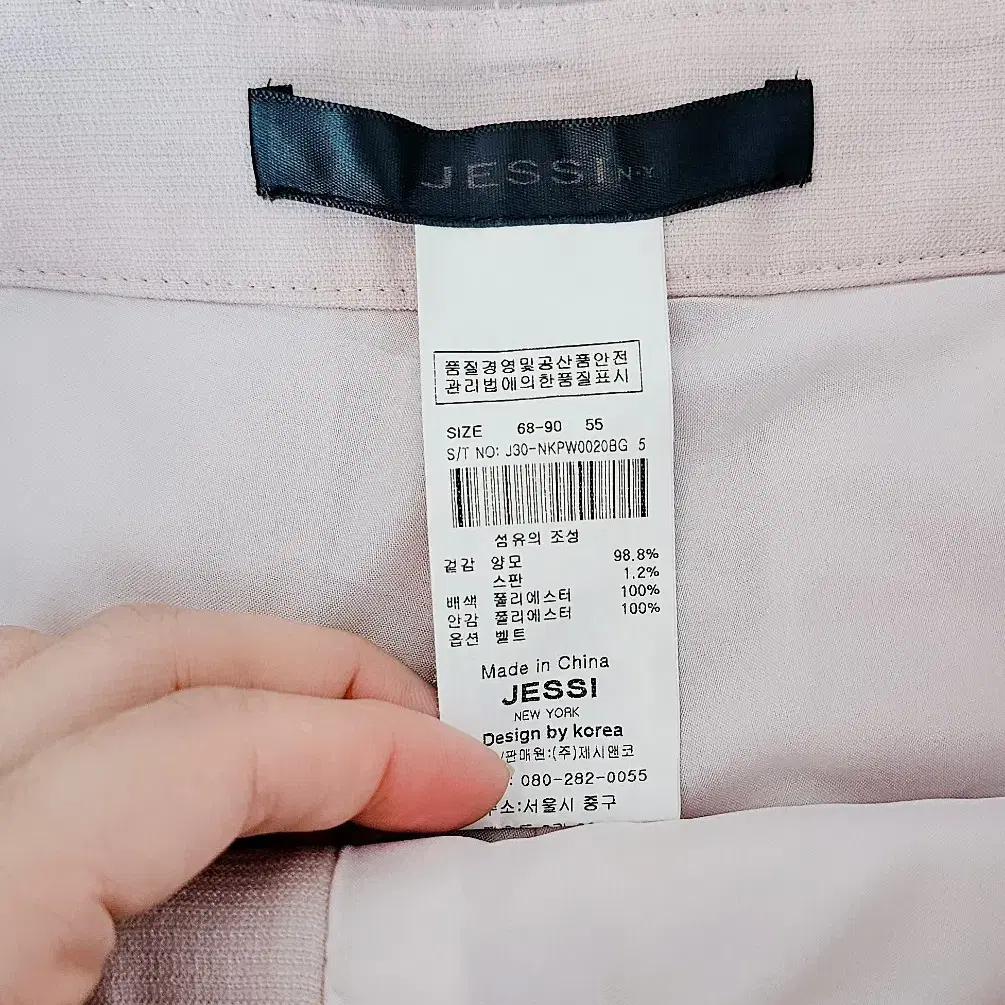 JESSI N·Y
품질경영및공산품안전
관리법에의한품질표시
SIZE 68-90 55
S/T NO: J30-NKPW0020BG 5
섬유의 조성
겉감 양모 98.8%
스판 1.2%
배색 폴리에스터 100%
안감 폴리에스터 100%
옵션 벨트
Made in China
JESSI
NEW YORK
Design by korea
/판매원:(주)제시앤코
: 080-282-0055
주소:서울시 중구